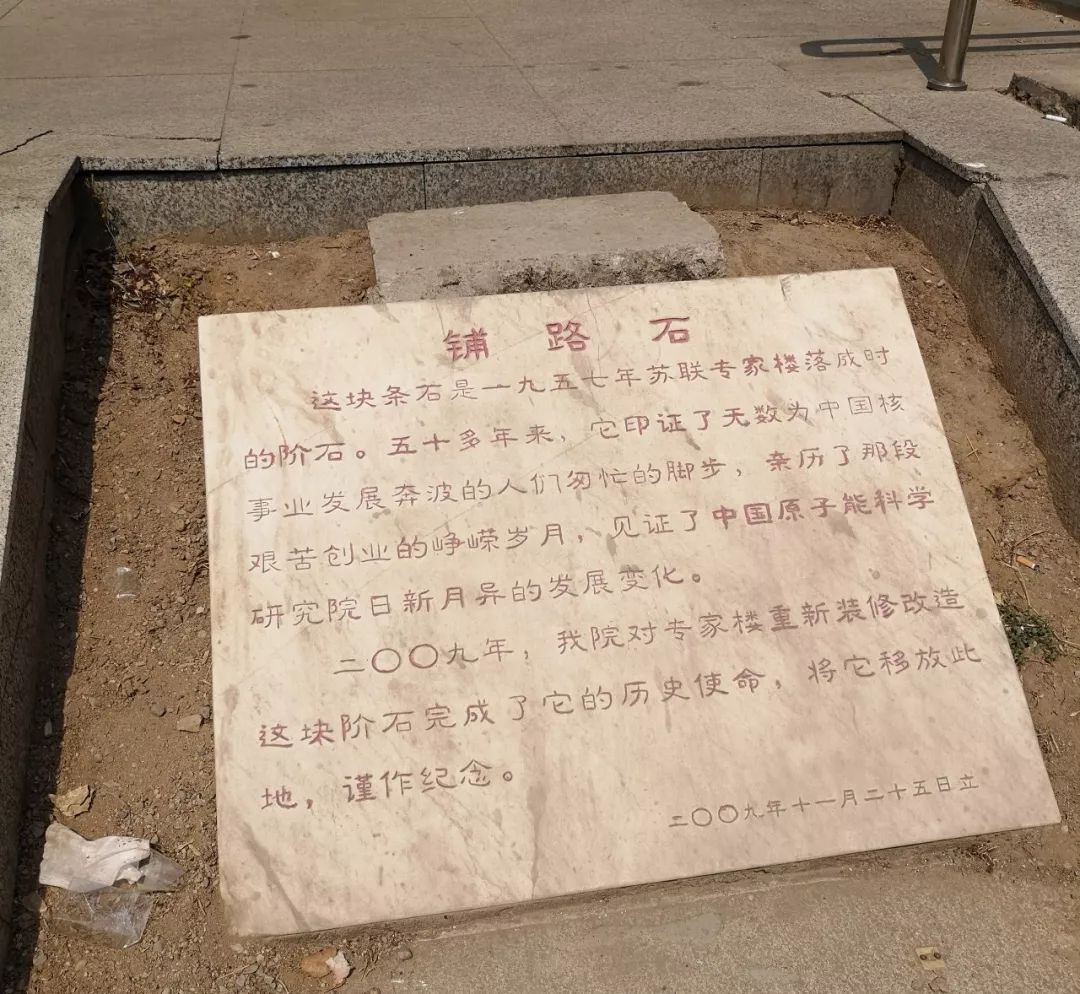 铺路石
这块条石是一九五七年苏联专家楼落成时
的阶石。五十多年来，它印证了无数为中国核
事业发展奔波的人们匆忙的脚步，亲历了那段
艰苦创业的峥嵘岁月，见证了中国原子能科学
研究院日新月异的发展变化。
二〇〇九年，我院对专家楼重新装修改造
这块阶石完成了它的历史使命，将它移放此
地，谨作纪念。
二〇〇九年十一月二十五日立